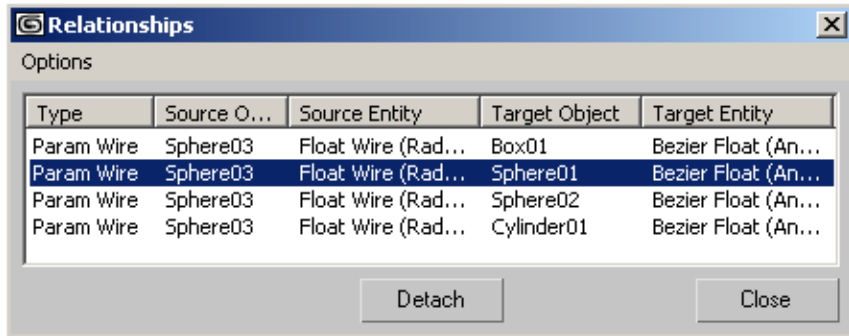 Relationships
Options
Type Source O... Source Entity Target Object Target Entity
Param Wire Sphere03 Float Wire (Rad... Box01 Bezier Float (An...
Param Wire Sphere03 Float Wire (Rad... Sphere01 Bezier Float (An...
Param Wire Sphere03 Float Wire (Rad... Sphere02 Bezier Float (An...
Param Wire Sphere03 Float Wire (Rad... Cylinder01 Bezier Float (An...
Detach Close